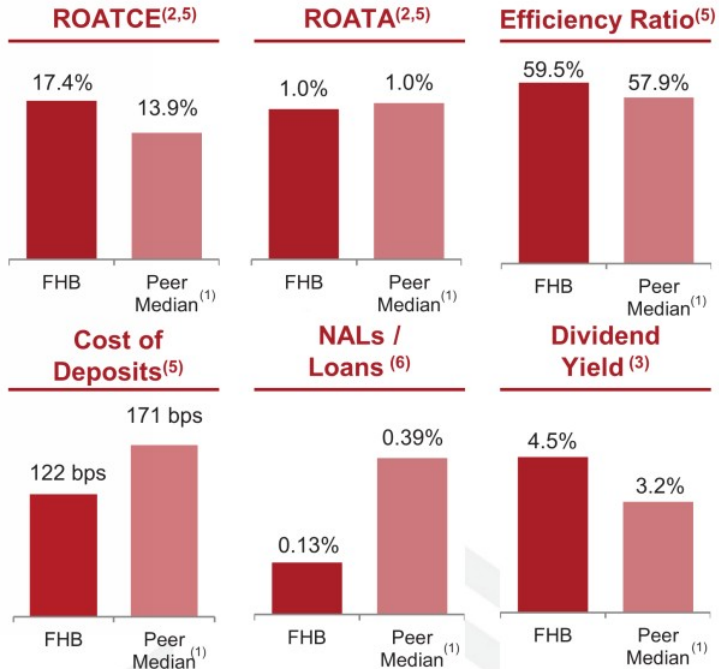 ROATCE(2,5)
17.4%
13.9%
FHB
Peer
Median(1)
ROATA(2,5)
1.0%
1.0%
FHB
Peer
Median(1)
Efficiency Ratio(5)
59.5%
57.9%
FHB
Peer
Median(1)
Cost of
Deposits(5)
122 bps
171 bps
FHB
Peer
Median(1)
NALs /
Loans (6)
0.13%
0.39%
FHB
Peer
Median(1)
Dividend
Yield (3)
4.5%
3.2%
FHB
Peer
Median(1)